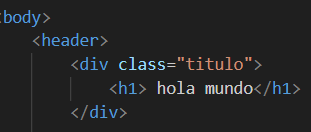 <body>
<header>
<div class="titulo">
<h1> hola mundo</h1>
</div>